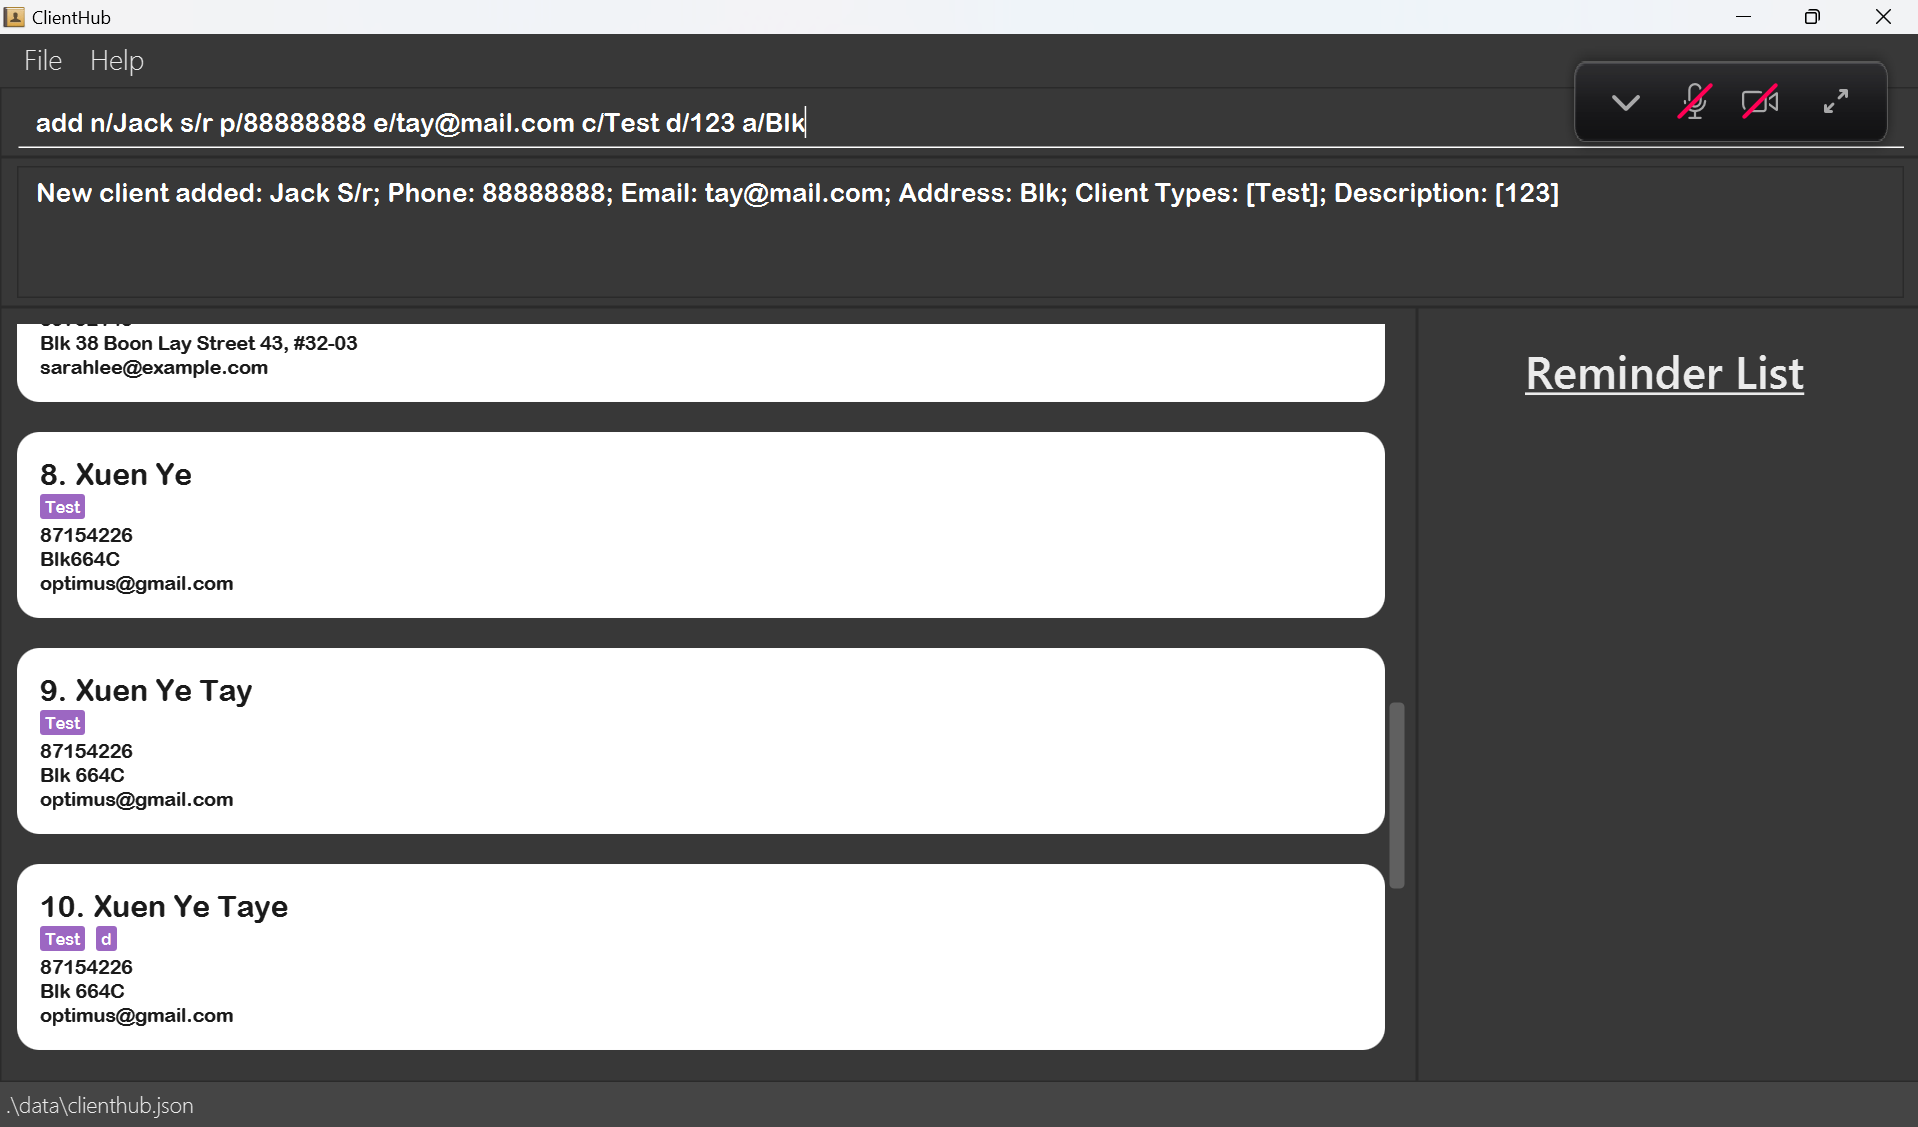 ClientHub
File Help
add n/Jack s/r p/88888888 e/tay@mail.com c/Test d/123 a/Blk
New client added: Jack S/r; Phone: 88888888; Email: tay@mail.com; Address: Blk; Client Types: [Test]; Description: [123]
Blk 38 Boon Lay Street 43, #32-03
sarahlee@example.com
8. Xuen Ye
Test
87154226
Blk664C
optimus@gmail.com
9. Xuen Ye Tay
Test
87154226
Blk 664C
optimus@gmail.com
10. Xuen Ye Taye
Test d
87154226
Blk 664C
optimus@gmail.com
Reminder List
.\data\clienthub.json